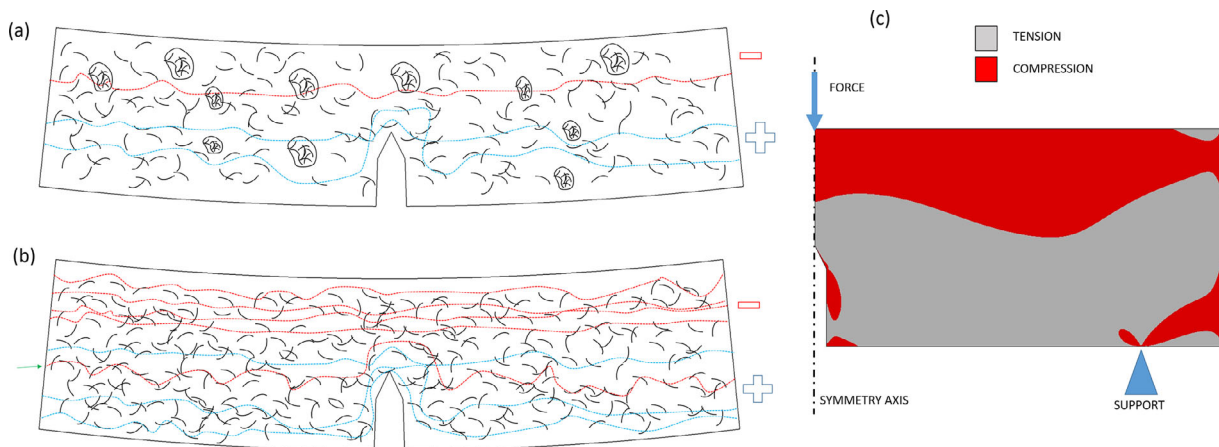 (a)
(b)
(c)
TENSION
COMPRESSION
FORCE
SYMMETRY AXIS
SUPPORT